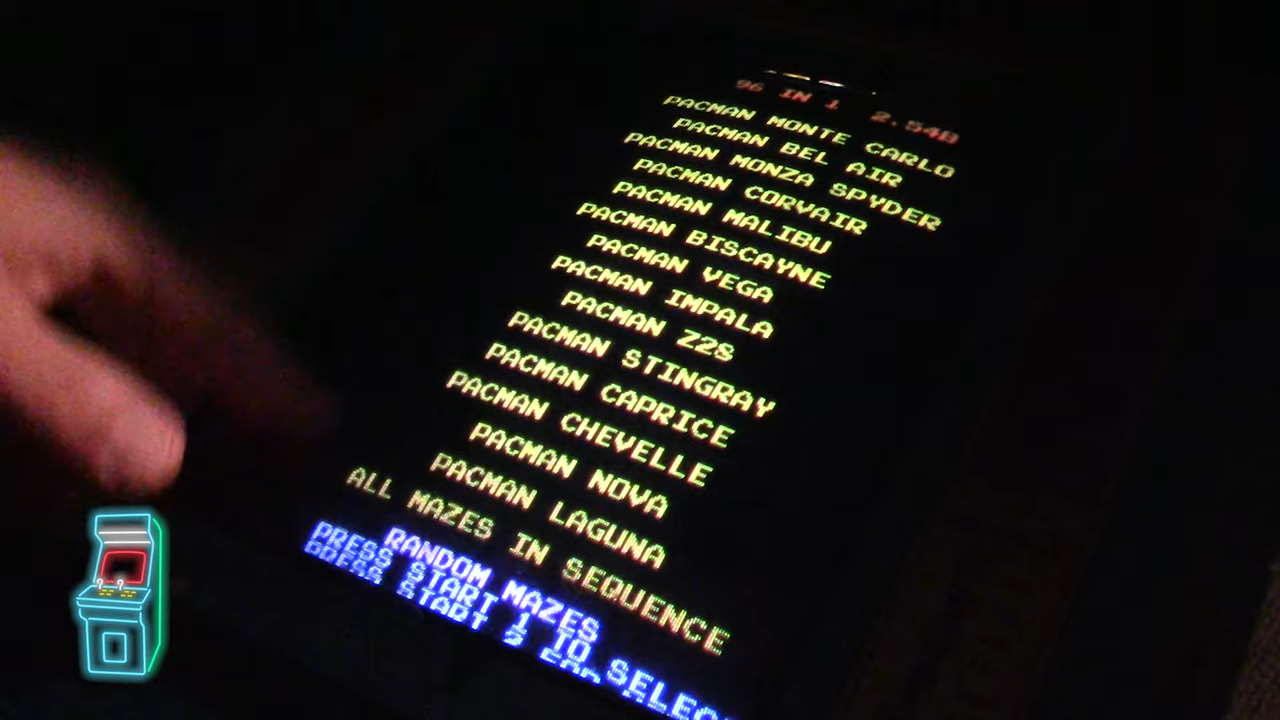 96 IN 1 2.54B
PACMAN MONTE CARLO
PACMAN BEL AIR
PACMAN MONZA SPYDER
PACMAN CORVAIR
PACMAN MALIBU
PACMAN BISCAYNE
PACMAN VEGA
PACMAN IMPALA
PACMAN Z28
PACMAN STINGRAY
PACMAN CAPRICE
PACMAN CHEVELLE
PACMAN NOVA
PACMAN LAGUNA
ALL MAZES IN SEQUENCE
RANDOM MAZES
PRESS START 1 TO SELECT
PRESS START 2